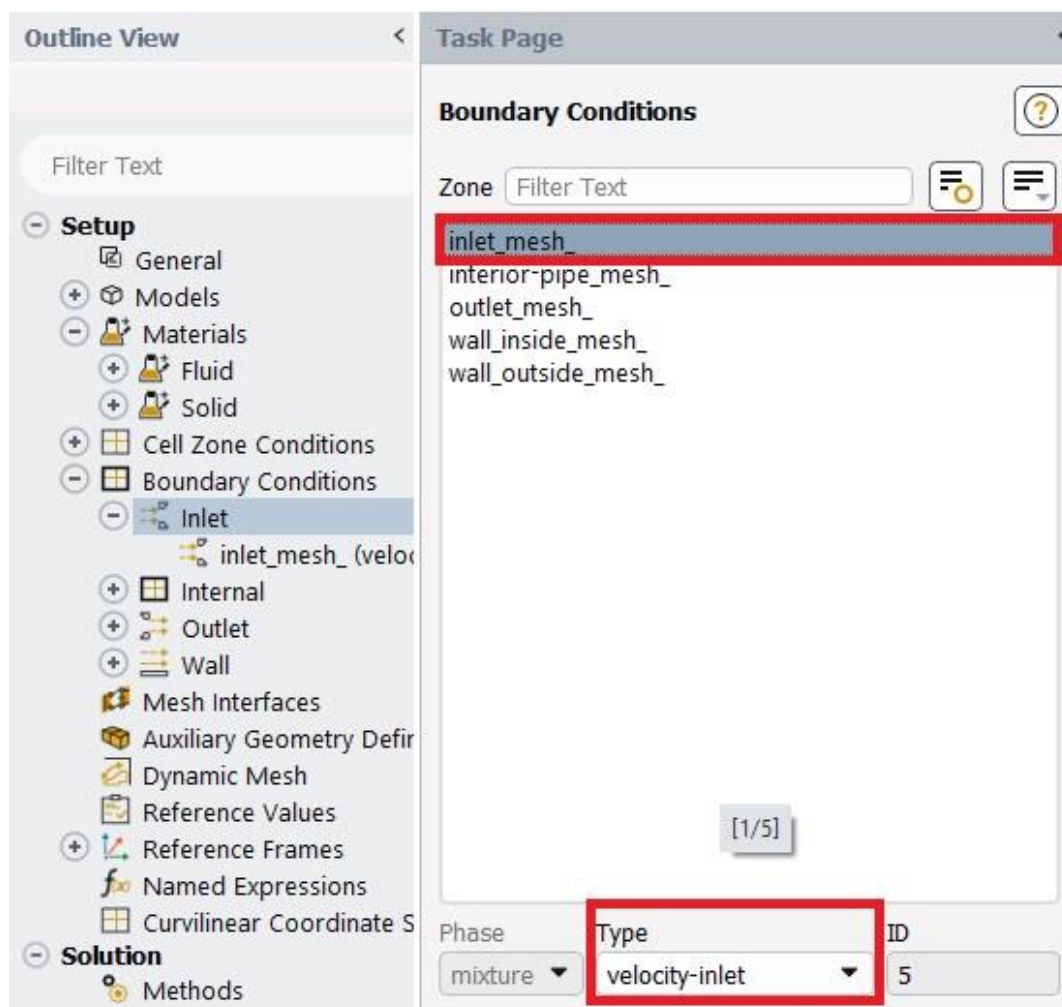 Outline View
Filter Text
Setup
General
Models
Materials
Fluid
Solid
Cell Zone Conditions
Boundary Conditions
Inlet
inlet_mesh_ (veloc
Internal
Outlet
Wall
Mesh Interfaces
Auxiliary Geometry Defir
Dynamic Mesh
Reference Values
Reference Frames
f(x) Named Expressions
Curvilinear Coordinate S
Solution
Methods
Task Page
Boundary Conditions
?
Zone Filter Text
inlet_mesh_
interior-pipe_mesh_
outlet_mesh_
wall_inside_mesh_
wall_outside_mesh_
[1/5]
Phase Type ID
mixture velocity-inlet 5